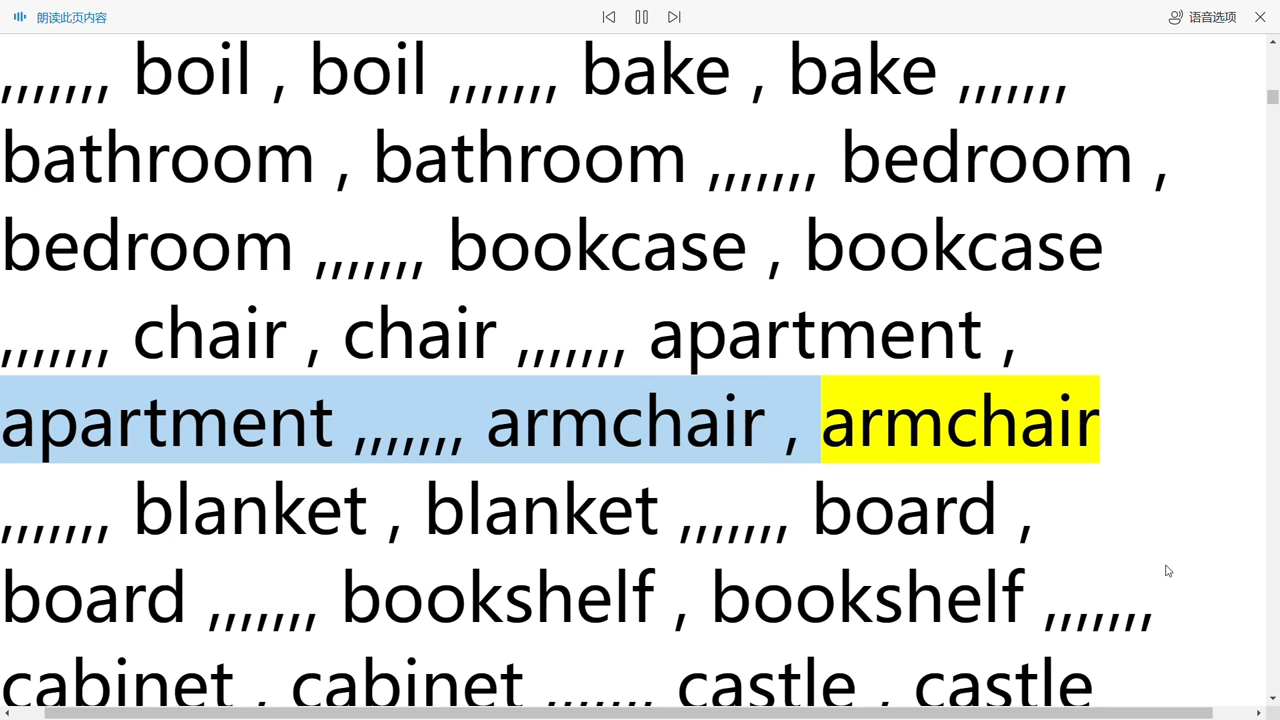 朗读此页内容
语音选项
,,,,,,, boil , boil ,,,,,,, bake , bake ,,,,,,,
bathroom , bathroom ,,,,,,, bedroom ,
bedroom ,,,,,,, bookcase , bookcase
,,,,,,, chair , chair ,,,,,,, apartment ,
apartment ,,,,,,, armchair , armchair
,,,,,,, blanket , blanket ,,,,,,, board ,
board ,,,,,,, bookshelf , bookshelf ,,,,,,,
cabinet , cabinet ,,,,,,, castle , castle